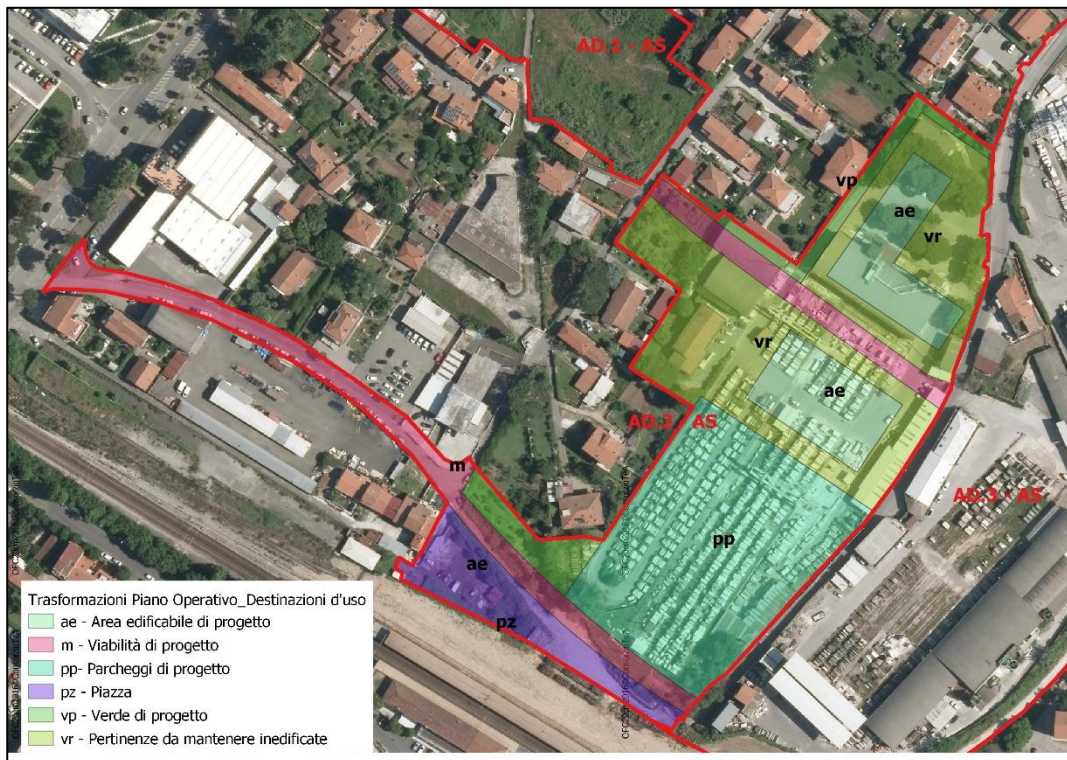 AD.1 - AS
vp
ae
vr
vr
ae
AD.2 - AS
m
AD.3 - AS
pp
ae
pz
Trasformazioni Piano Operativo_Destinazioni d'uso
ae - Area edificabile di progetto
m - Viabilità di progetto
pp- Parcheggi di progetto
pz - Piazza
vp - Verde di progetto
vr - Pertinenze da mantenere inedificate